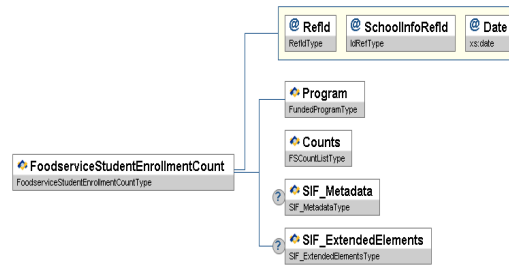 @ RefId
RefIdType
@ SchoolInfoRefId
IdRefType
@ Date
xs:date
Program
FundedProgramType
Counts
FSCountListType
FoodserviceStudentEnrollmentCount
FoodserviceStudentEnrollmentCountType
? SIF_Metadata
SIF_MetadataType
? SIF_ExtendedElements
SIF_ExtendedElementsType